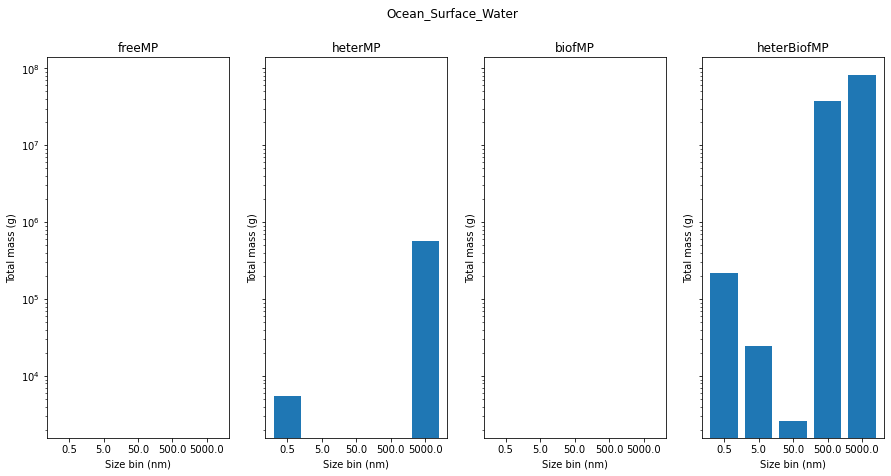 Ocean_Surface_Water
freeMP
heterMP
biofMP
heterBiofMP
Total mass (g)
10⁸
10⁷
10⁶
10⁵
10⁴
0.5 5.0 50.0 500.0 5000.0
Size bin (nm)
Total mass (g)
0.5 5.0 50.0 500.0 5000.0
Size bin (nm)
Total mass (g)
0.5 5.0 50.0 500.0 5000.0
Size bin (nm)
Total mass (g)
0.5 5.0 50.0 500.0 5000.0
Size bin (nm)